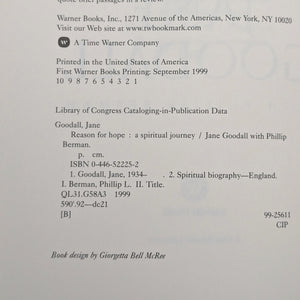 quote brief passages in a review.
Warner Books, Inc., 1271 Avenue of the Americas, New York, NY 10020
Visit our Web site at www.twbookmark.com
W A Time Warner Company
Printed in the United States of America
First Warner Books Printing: September 1999
10 9 8 7 6 5 4 3 2 1
Library of Congress Cataloging-in-Publication Data
Goodall, Jane
Reason for hope : a spiritual journey / Jane Goodall with Phillip
Berman.
p. cm.
ISBN 0-446-52225-2
1. Goodall, Jane, 1934– . 2. Spiritual biography—England.
I. Berman, Phillip L. II. Title.
QL31.G58A3 1999
590'.92—dc21
[B] 99-25611
CIP
Book design by Giorgetta Bell McRee